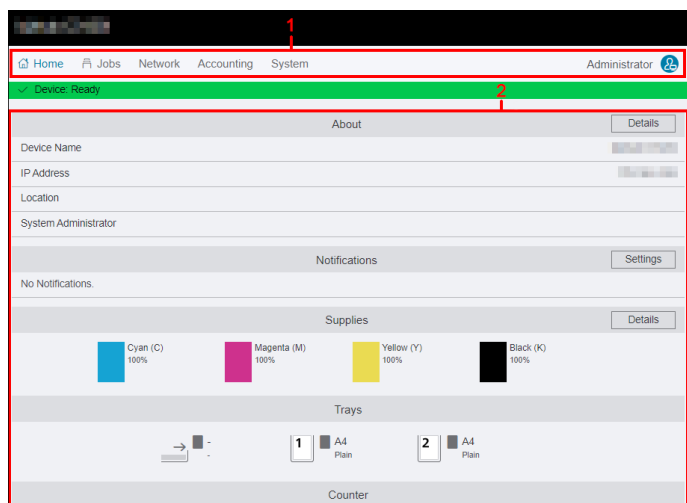 1
Home Jobs Network Accounting System Administrator
Device: Ready
2
About Details
Device Name
IP Address
Location
System Administrator
Notifications Settings
No Notifications.
Supplies Details
Cyan (C) Magenta (M) Yellow (Y) Black (K)
100% 100% 100% 100%
Trays
- 1 A4 2 A4
- Plain Plain
Counter